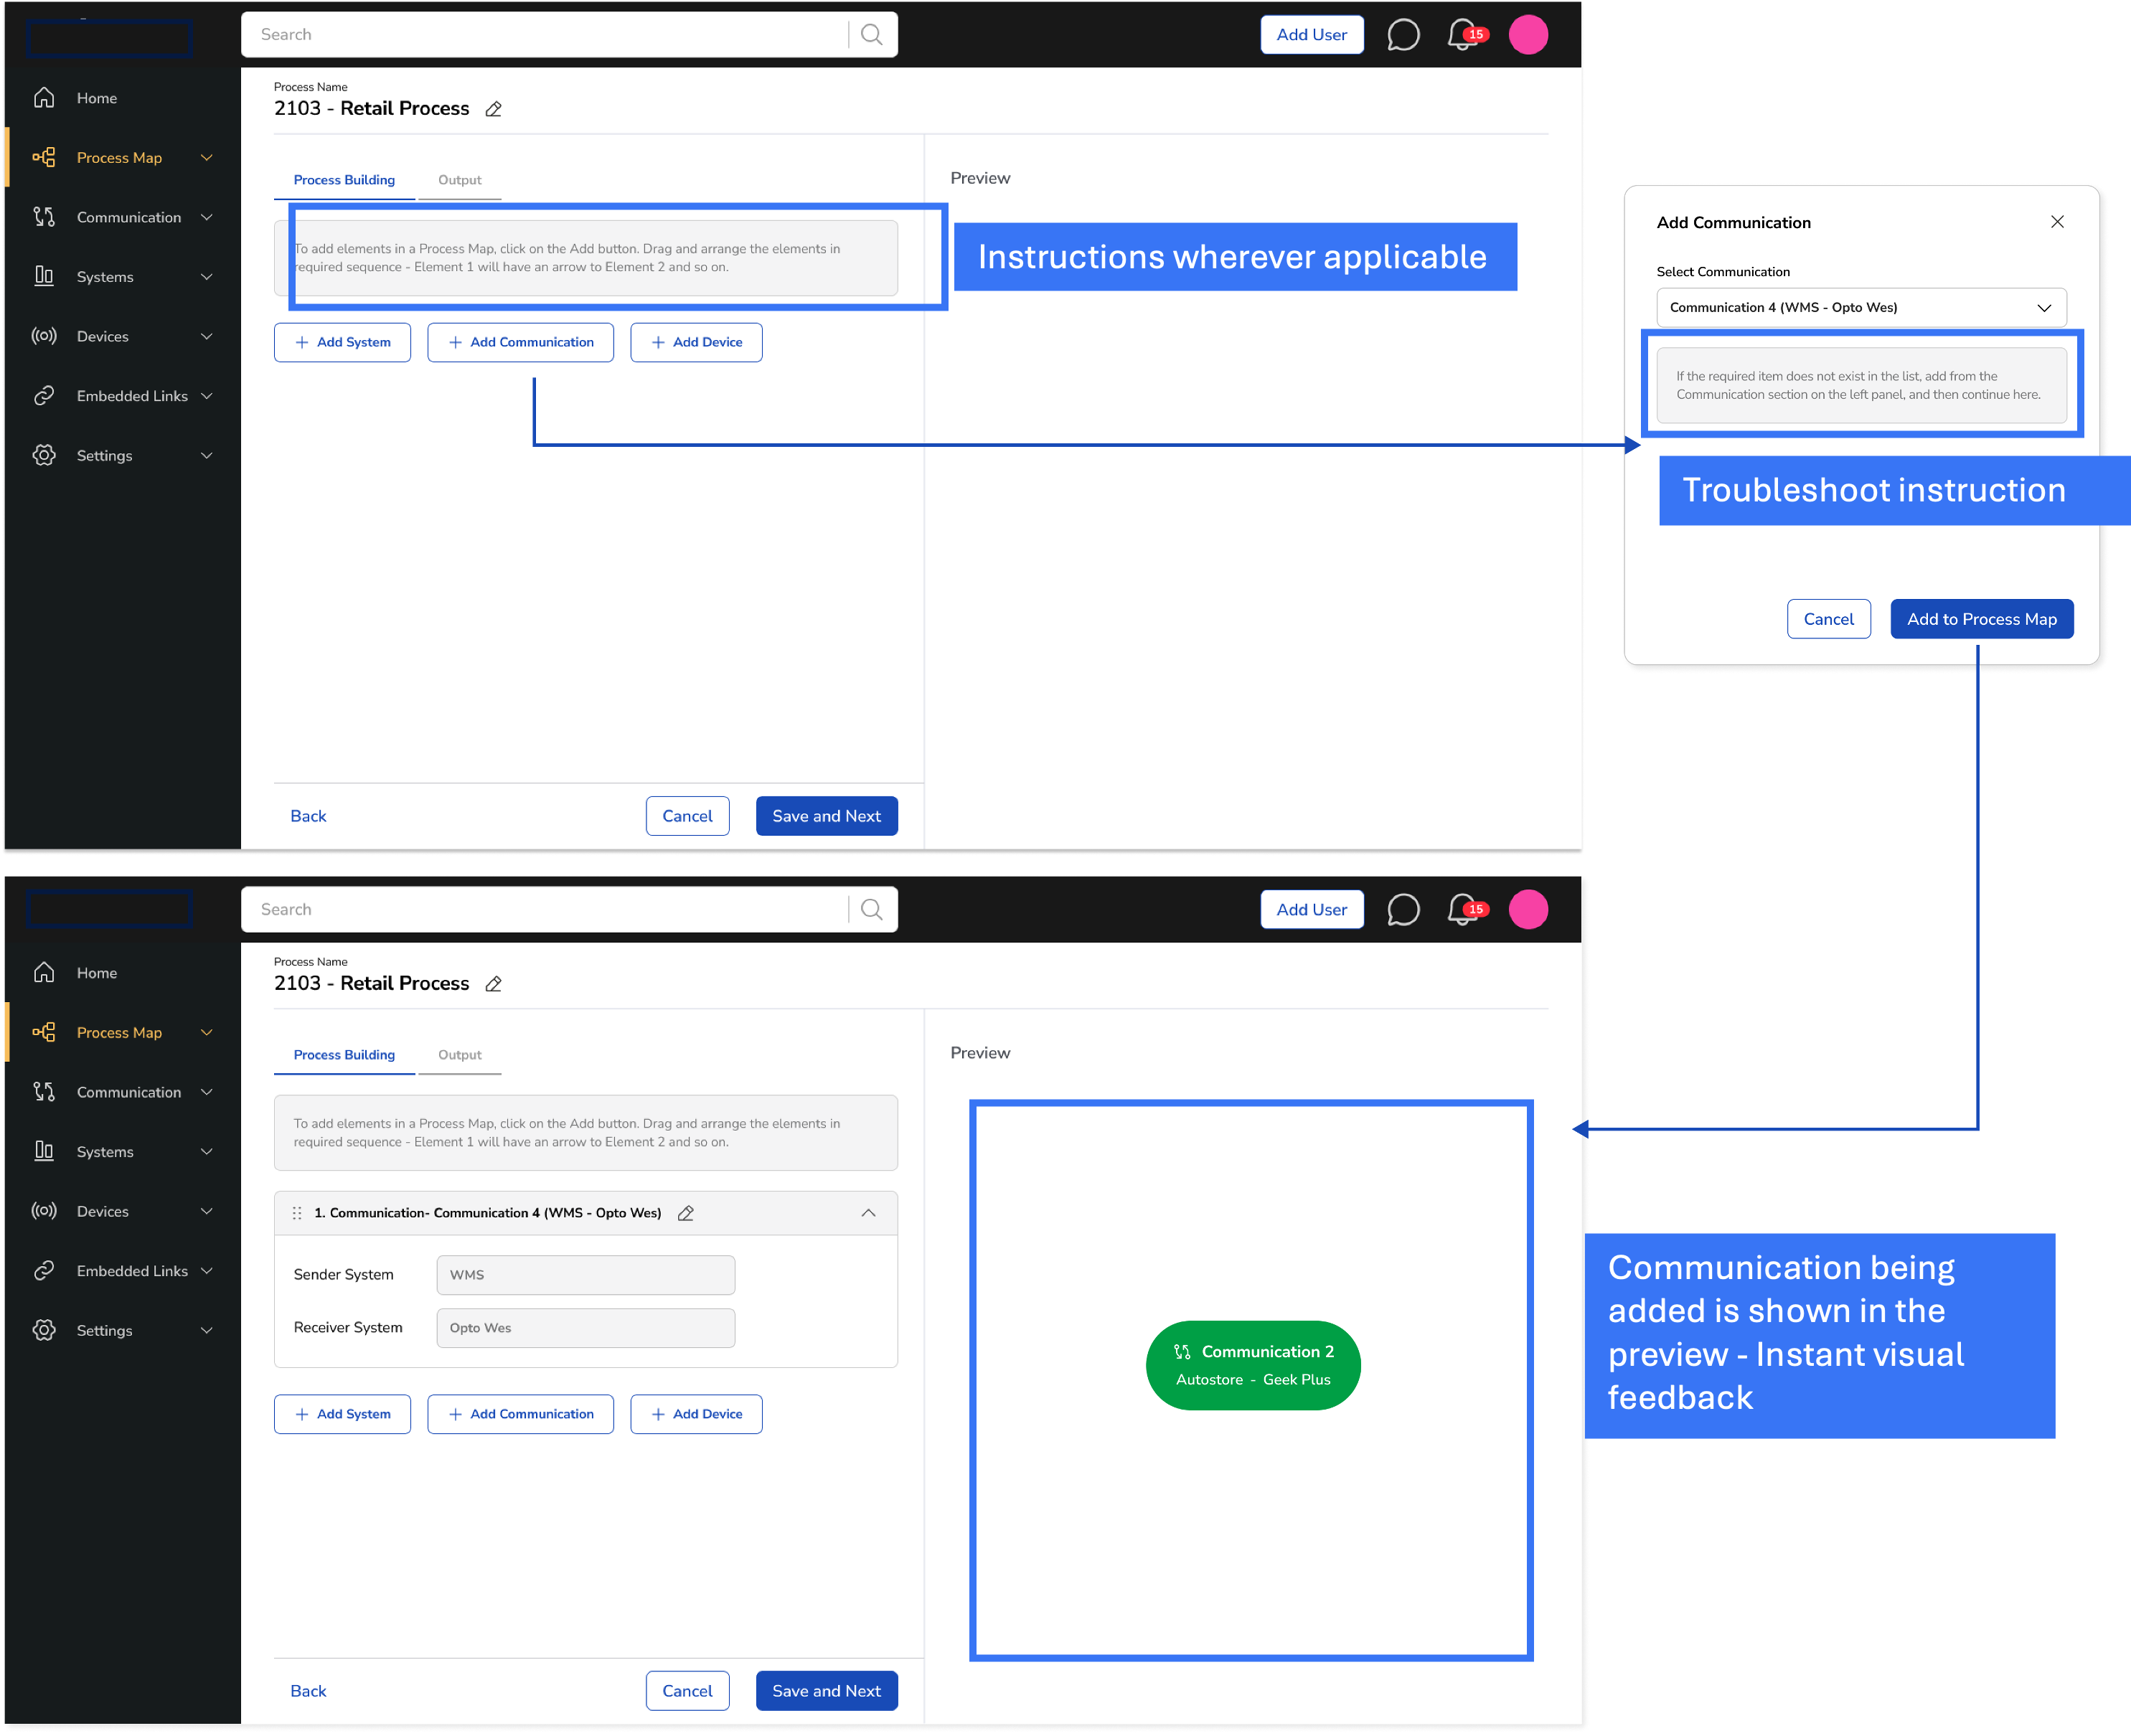 Search
Add User
15
Home
Process Map
Communication
Systems
Devices
Embedded Links
Settings
Process Name
2103 - Retail Process
Process Building
Output
Preview
To add elements in a Process Map, click on the Add button. Drag and arrange the elements in
required sequence - Element 1 will have an arrow to Element 2 and so on.
Instructions wherever applicable
Add System
Add Communication
Add Device
Back
Cancel
Save and Next
Add Communication
Select Communication
Communication 4 (WMS - Opto Wes)
If the required item does not exist in the list, add from the
Communication section on the left panel, and then continue here.
Troubleshoot instruction
Cancel
Add to Process Map
Search
Add User
15
Home
Process Map
Communication
Systems
Devices
Embedded Links
Settings
Process Name
2103 - Retail Process
Process Building
Output
Preview
To add elements in a Process Map, click on the Add button. Drag and arrange the elements in
required sequence - Element 1 will have an arrow to Element 2 and so on.
1. Communication- Communication 4 (WMS - Opto Wes)
Sender System
WMS
Receiver System
Opto Wes
Add System
Add Communication
Add Device
Communication 2
Autostore - Geek Plus
Communication being
added is shown in the
preview - Instant visual
feedback
Back
Cancel
Save and Next